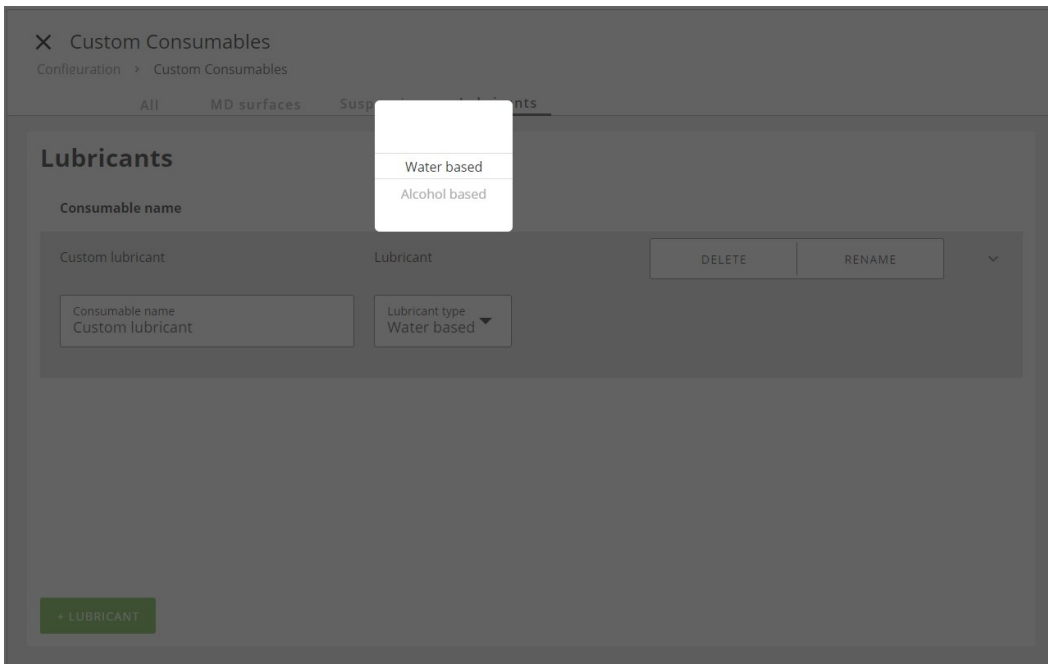 Custom Consumables
Configuration > Custom Consumables
All MD surfaces
Lubricants
Water based
Alcohol based
Consumable name
Custom lubricant Lubricant DELETE RENAME
Consumable name Lubricant type
Custom lubricant Water based
+ LUBRICANT